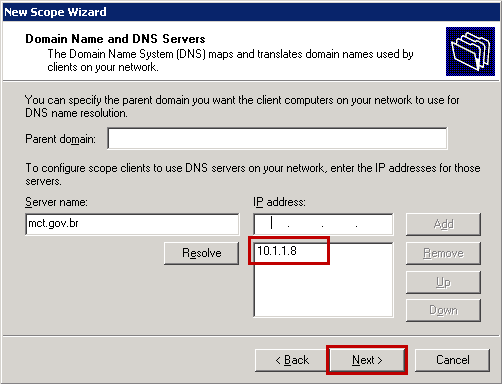 New Scope Wizard
Domain Name and DNS Servers
The Domain Name System (DNS) maps and translates domain names used by
clients on your network.
You can specify the parent domain you want the client computers on your network to use for
DNS name resolution.
Parent domain:
To configure scope clients to use DNS servers on your network, enter the IP addresses for those
servers.
Server name: IP address:
mct.gov.br . . . Add
Resolve 10.1.1.8 Remove
Up
Down
< Back Next > Cancel